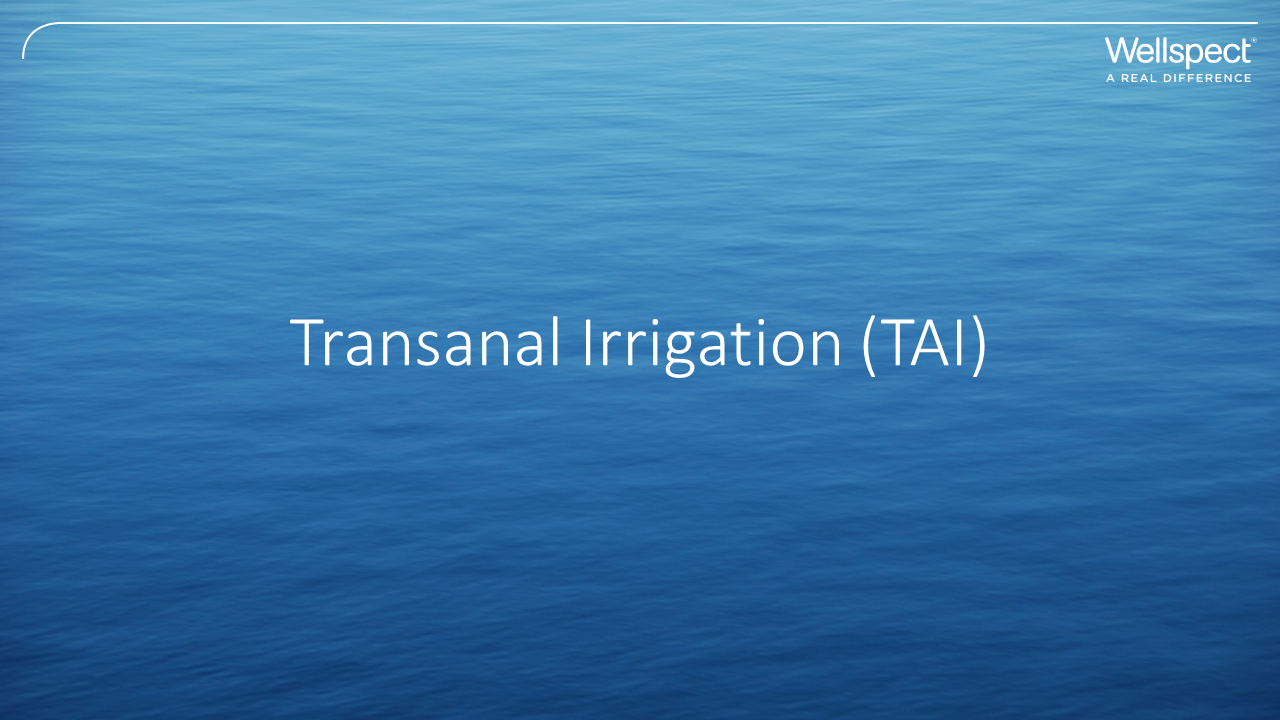 Wellspect®
A REAL DIFFERENCE
Transanal Irrigation (TAI)